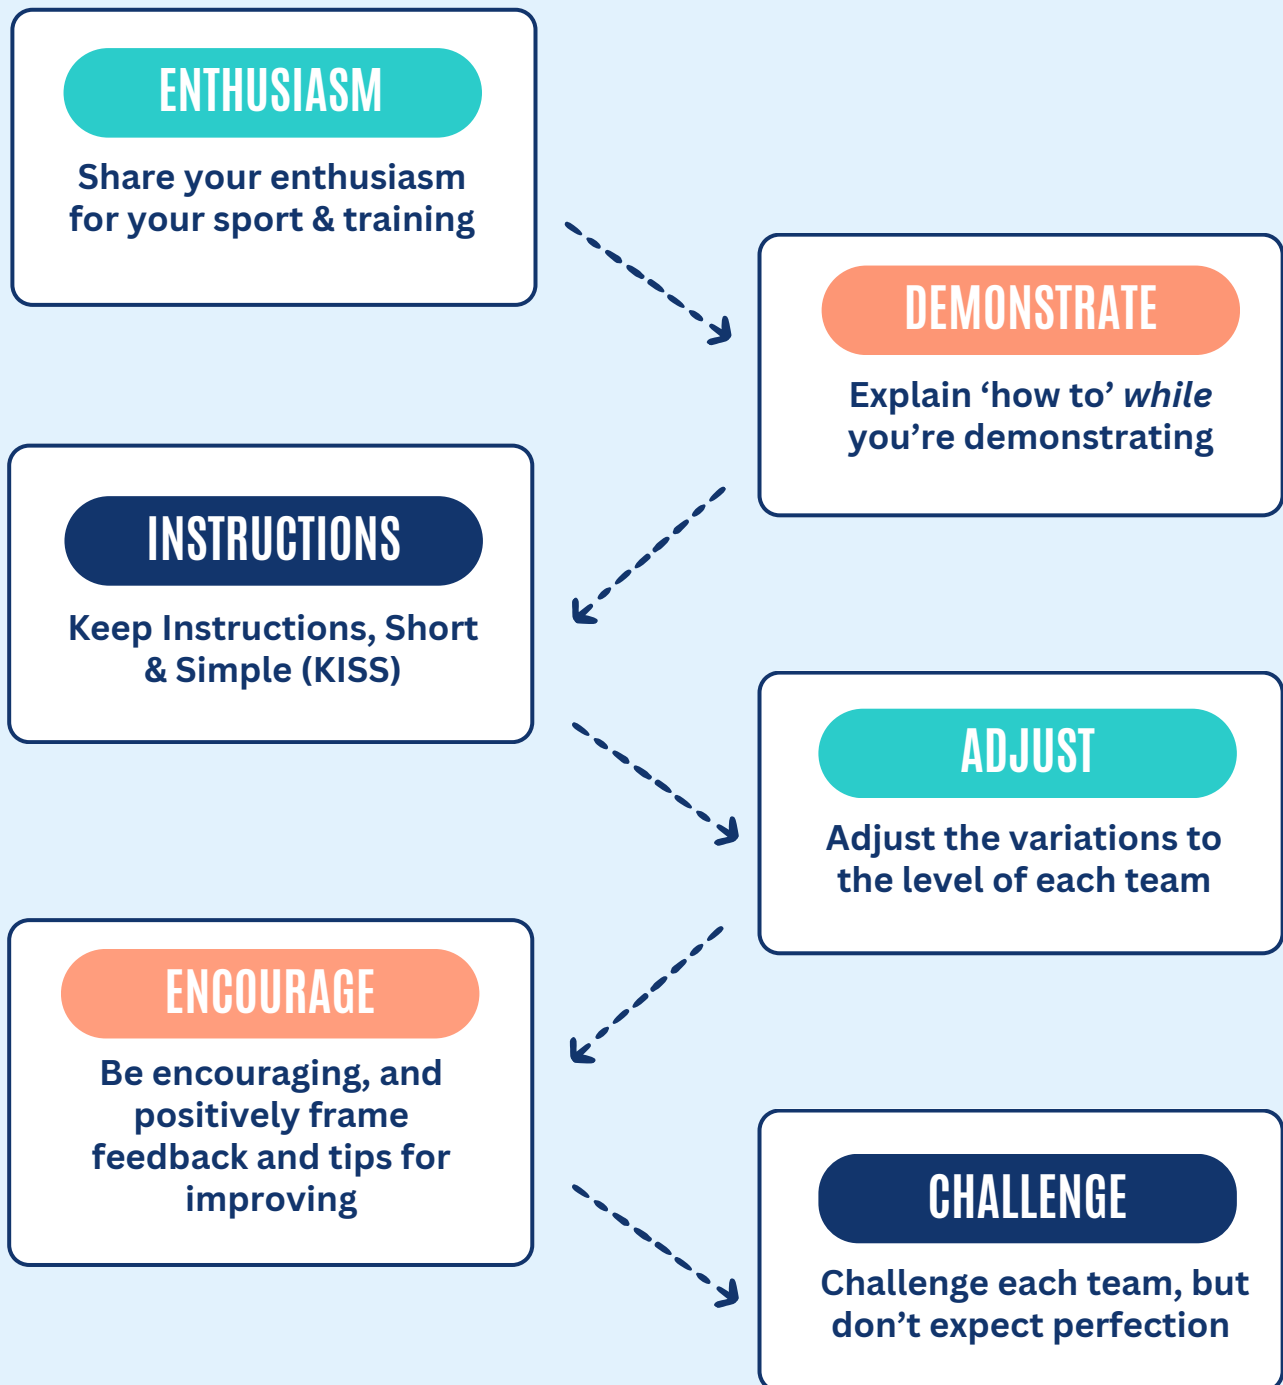 ENTHUSIASM
Share your enthusiasm
for your sport & training
DEMONSTRATE
Explain ‘how to’ while
you’re demonstrating
INSTRUCTIONS
Keep Instructions, Short
& Simple (KISS)
ADJUST
Adjust the variations to
the level of each team
ENCOURAGE
Be encouraging, and
positively frame
feedback and tips for
improving
CHALLENGE
Challenge each team, but
don’t expect perfection